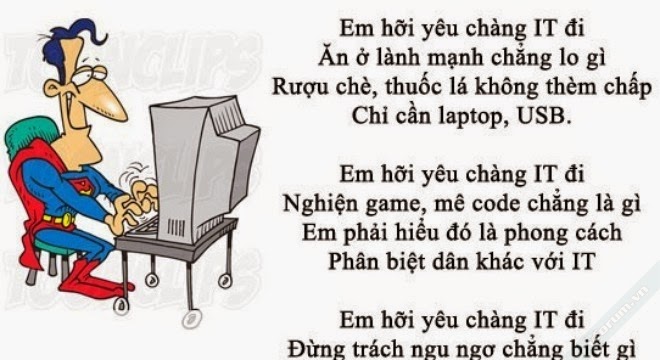 Em hỡi yêu chàng IT đi
Ăn ở lành mạnh chẳng lo gì
Rượu chè, thuốc lá không thèm chấp
Chỉ cần laptop, USB.
Em hỡi yêu chàng IT đi
Nghiện game, mê code chẳng là gì
Em phải hiểu đó là phong cách
Phân biệt dân khác với IT
Em hỡi yêu chàng IT đi
Đừng trách ngu ngơ chẳng biết gì
TOONCLIPS
TOONCLIPS
TOONCLIPS